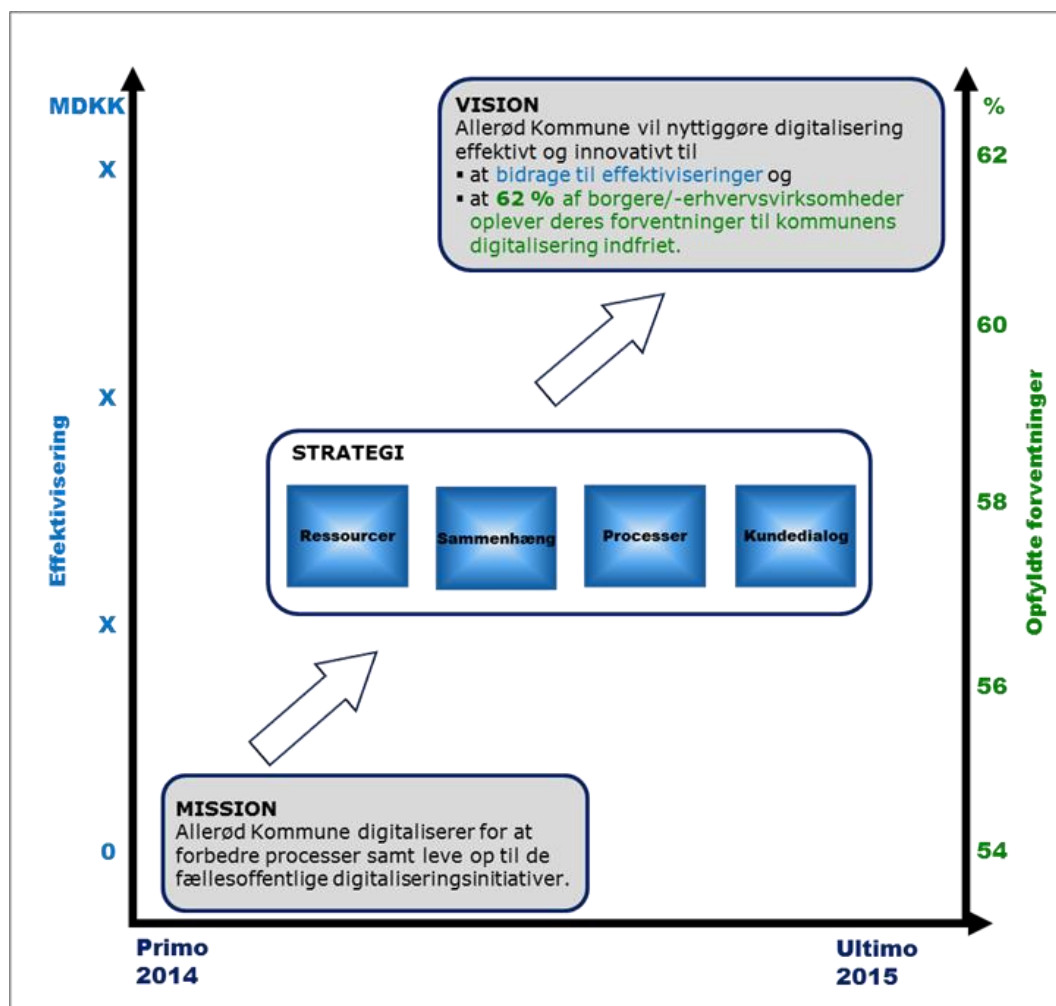 MDKK
X
X
X
0
Effektivisering
VISION
Allerød Kommune vil nyttiggøre digitalisering
effektivt og innovativt til
▪ at bidrage til effektiviseringer og
▪ at 62 % af borgere/-erhvervsvirksomheder
oplever deres forventninger til kommunens
digitalisering indfriet.
STRATEGI
Ressourcer
Sammenhæng
Processer
Kundedialog
MISSION
Allerød Kommune digitaliserer for at
forbedre processer samt leve op til de
fællesoffentlige digitaliseringsinitiativer.
%
62
60
58
56
54
Opfyldte forventninger
Primo
2014
Ultimo
2015